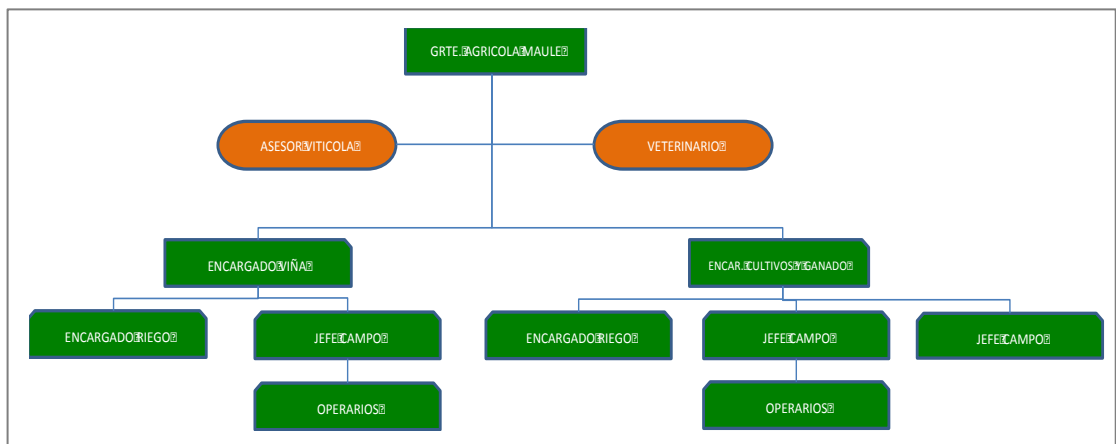 GRTE. AGRICOLA MAULE
ASESOR VITICOLA
VETERINARIO
ENCARGADO VIÑA
ENCAR. CULTIVOS Y GANADO
ENCARGADO RIEGO
JEFE CAMPO
ENCARGADO RIEGO
JEFE CAMPO
JEFE CAMPO
OPERARIOS
OPERARIOS